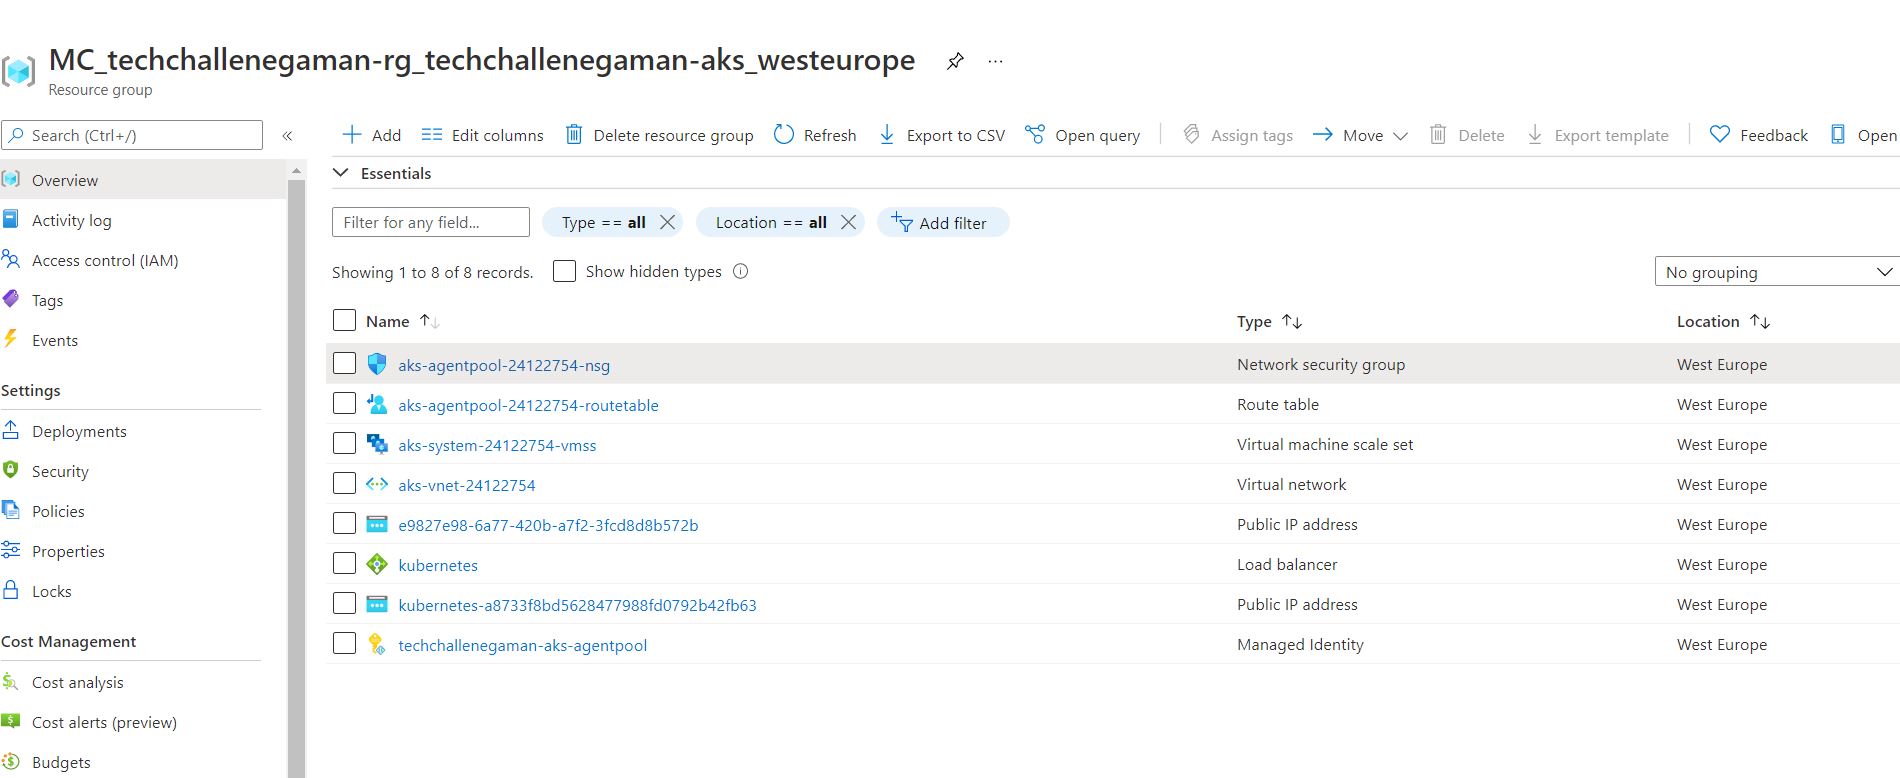 MC_techchallenegaman-rg_techchallenegaman-aks_westeurope
Resource group
Search (Ctrl+/)
Add Edit columns Delete resource group Refresh Export to CSV Open query Assign tags Move Delete Export template Feedback Open
Overview
Activity log
Access control (IAM)
Tags
Events
Settings
Deployments
Security
Policies
Properties
Locks
Cost Management
Cost analysis
Cost alerts (preview)
Budgets
Essentials
Filter for any field... Type == all Location == all Add filter
Showing 1 to 8 of 8 records. Show hidden types No grouping
Name Type Location
aks-agentpool-24122754-nsg Network security group West Europe
aks-agentpool-24122754-routetable Route table West Europe
aks-system-24122754-vmss Virtual machine scale set West Europe
aks-vnet-24122754 Virtual network West Europe
e9827e98-6a77-420b-a7f2-3fcd8d8b572b Public IP address West Europe
kubernetes Load balancer West Europe
kubernetes-a8733f8bd5628477988fd0792b42fb63 Public IP address West Europe
techchallenegaman-aks-agentpool Managed Identity West Europe